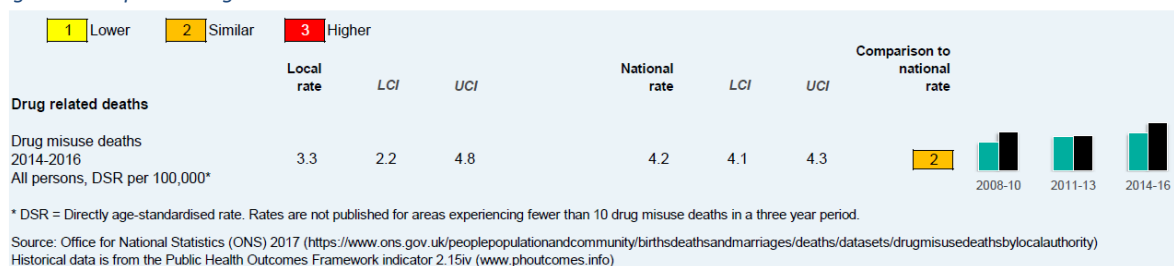 1 Lower 2 Similar 3 Higher
Comparison to
Local National national
rate LCI UCI rate LCI UCI rate
Drug related deaths
Drug misuse deaths
2014-2016 3.3 2.2 4.8 4.2 4.1 4.3 2
All persons, DSR per 100,000*
2008-10 2011-13 2014-16
* DSR = Directly age-standardised rate. Rates are not published for areas experiencing fewer than 10 drug misuse deaths in a three year period.
Source: Office for National Statistics (ONS) 2017 (https://www.ons.gov.uk/peoplepopulationandcommunity/birthsdeathsandmarriages/deaths/datasets/drugmisusedeathsbylocalauthority)
Historical data is from the Public Health Outcomes Framework indicator 2.15iv (www.phoutcomes.info)